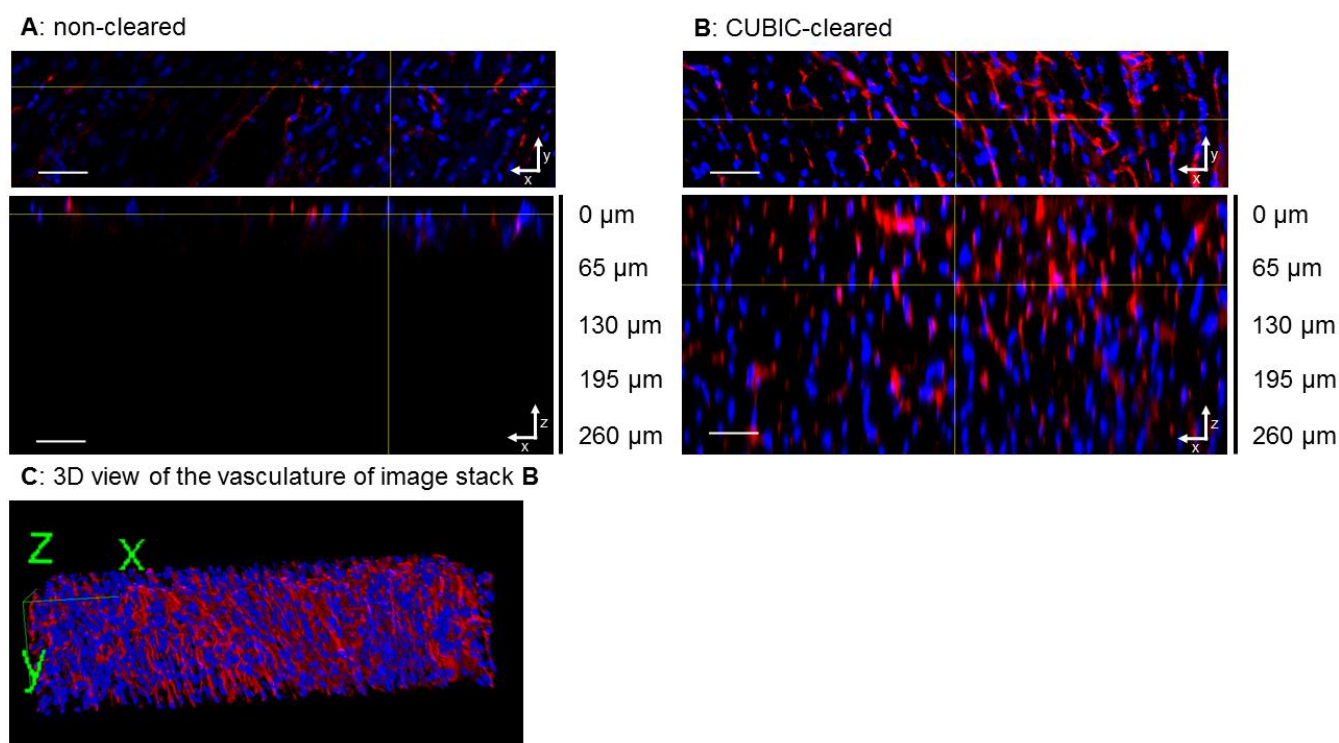 A: non-cleared
B: CUBIC-cleared
y
x
y
x
0 µm
65 µm
130 µm
195 µm
260 µm
z
x
0 µm
65 µm
130 µm
195 µm
260 µm
z
x
C: 3D view of the vasculature of image stack B
Z X
y